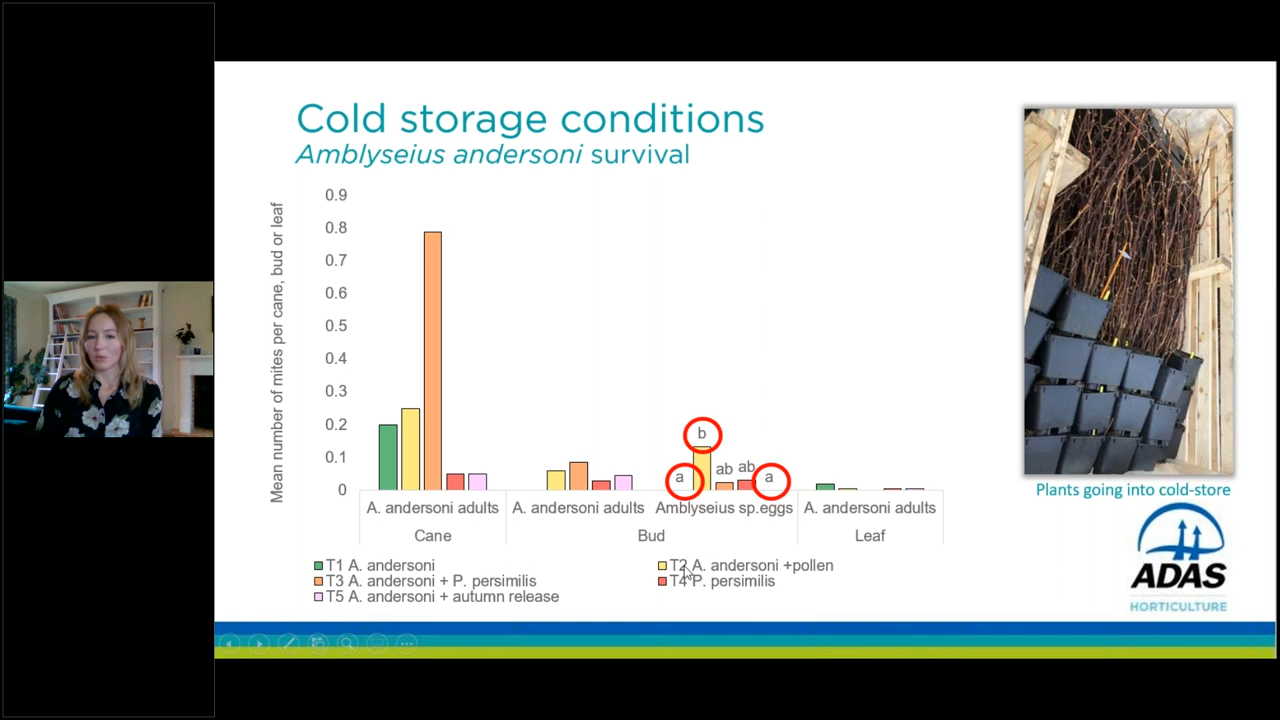 Cold storage conditions
Amblyseius andersoni survival
Mean number of mites per cane, bud or leaf
0.9
0.8
0.7
0.6
0.5
0.4
0.3
0.2
0.1
0
a
b
ab
ab
a
A. andersoni adults
A. andersoni adults
Amblyseius sp.eggs
A. andersoni adults
Cane
Bud
Leaf
T1 A. andersoni
T2 A. andersoni +pollen
T3 A. andersoni + P. persimilis
T4 P. persimilis
T5 A. andersoni + autumn release
Plants going into cold-store
ADAS
HORTICULTURE